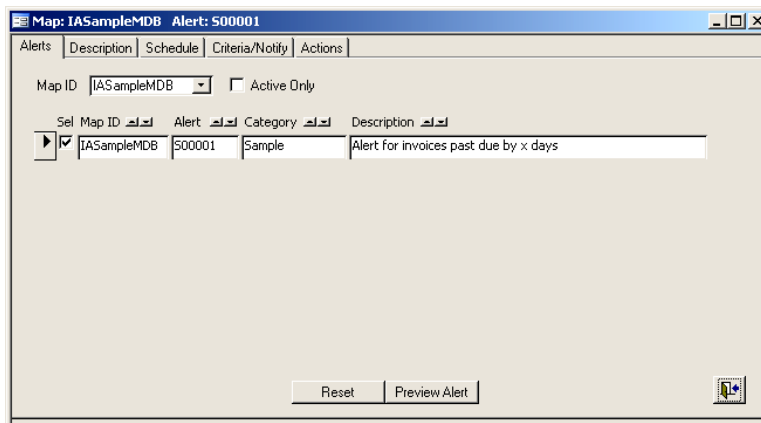 Map: IASampleMDB Alert: S00001
Alerts Description Schedule Criteria/Notify Actions
Map ID IASampleMDB Active Only
Sel Map ID Alert Category Description
IASampleMDB S00001 Sample Alert for invoices past due by x days
Reset Preview Alert